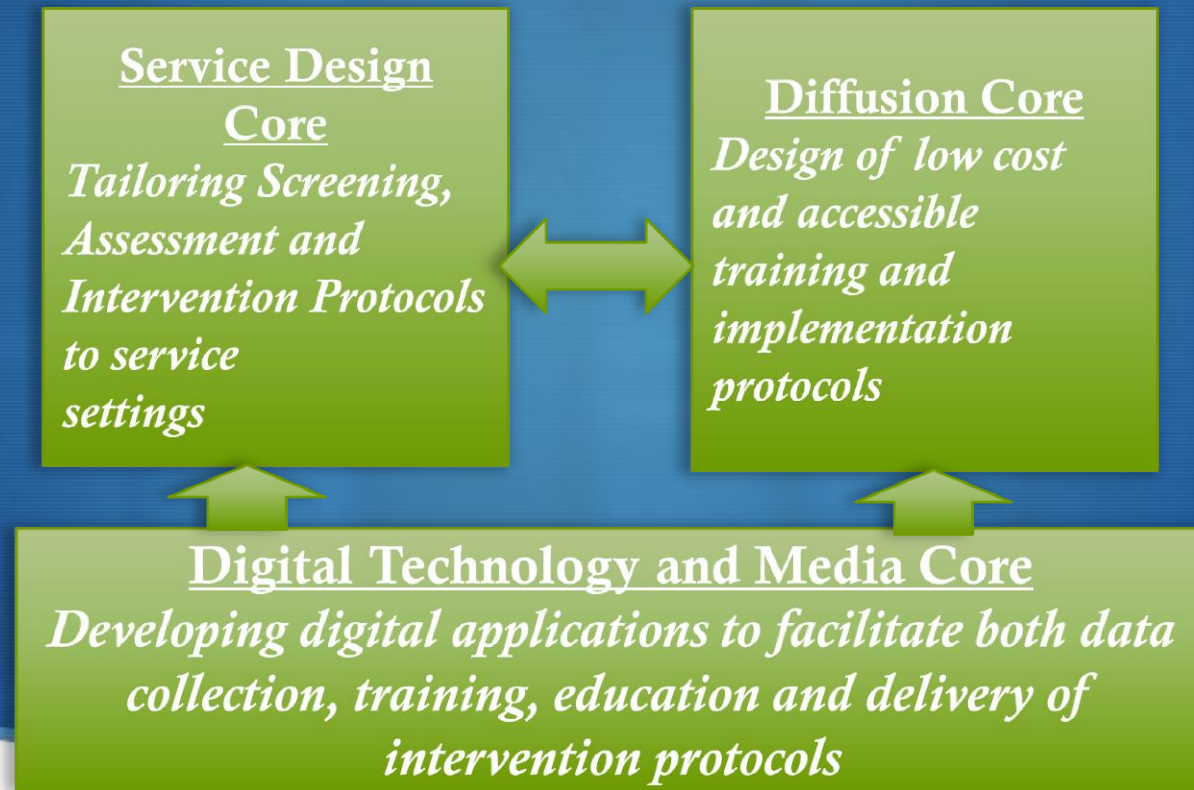 Service Design
Core
Tailoring Screening,
Assessment and
Intervention Protocols
to service
settings
Diffusion Core
Design of low cost
and accessible
training and
implementation
protocols
Digital Technology and Media Core
Developing digital applications to facilitate both data
collection, training, education and delivery of
intervention protocols